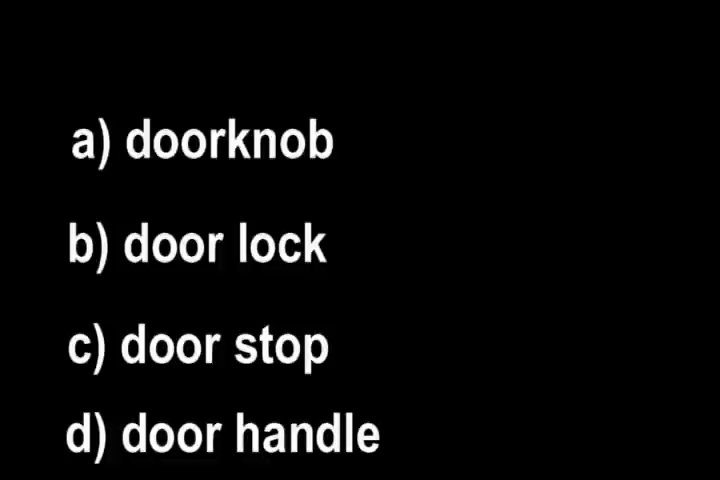 a) doorknob
b) door lock
c) door stop
d) door handle